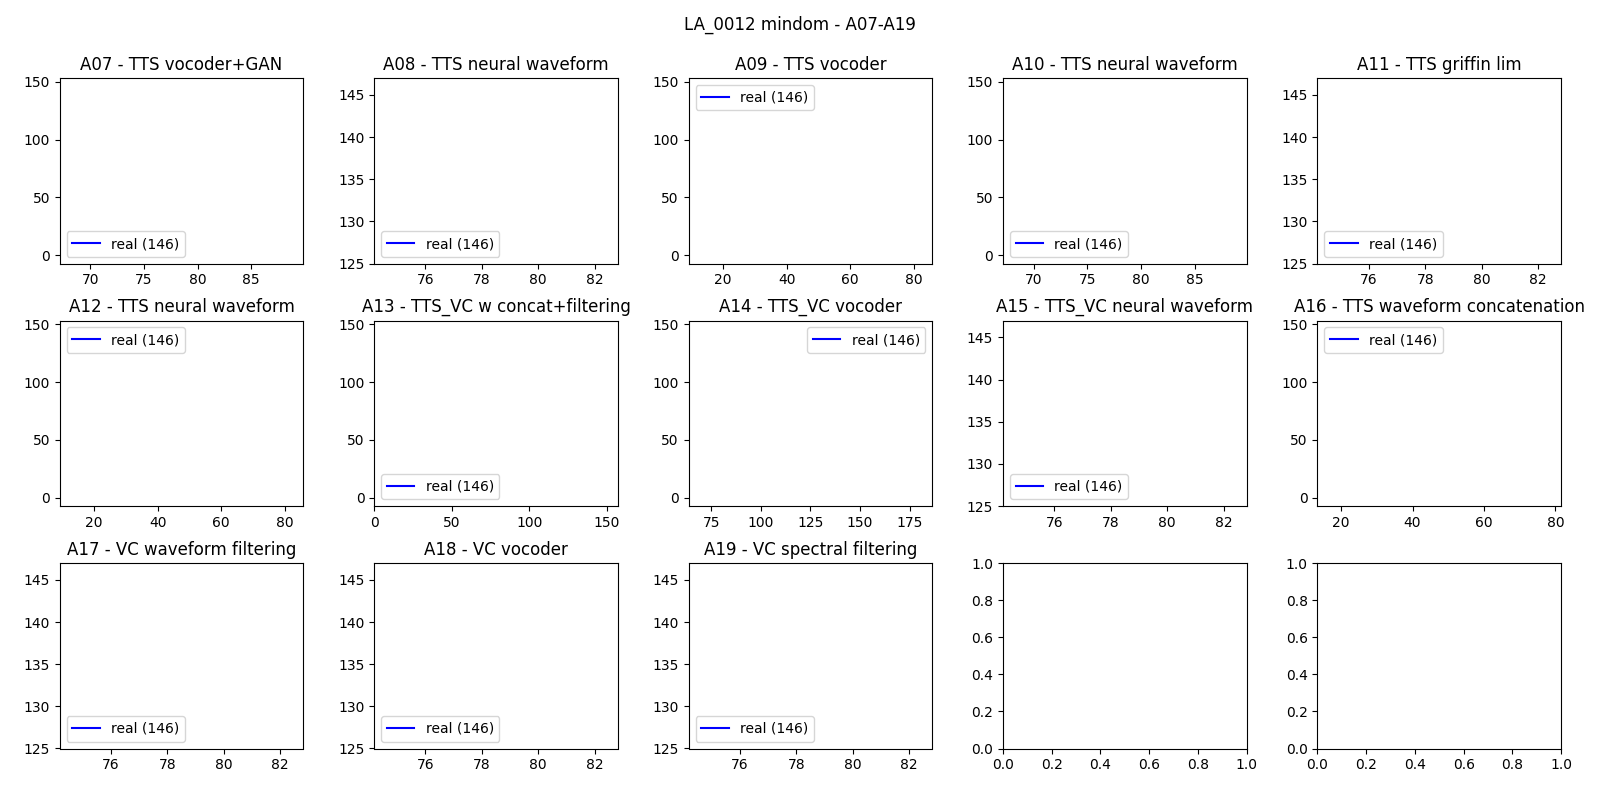 LA_0012 mindom - A07-A19
A07 - TTS vocoder+GAN
A08 - TTS neural waveform
A09 - TTS vocoder
A10 - TTS neural waveform
A11 - TTS griffin lim
150
100
50
0
real (146)
70 75 80 85
145
140
135
130
125
real (146)
76 78 80 82
150
100
50
0
real (146)
20 40 60 80
150
100
50
0
real (146)
70 75 80 85
145
140
135
130
125
real (146)
76 78 80 82
A12 - TTS neural waveform
A13 - TTS_VC w concat+filtering
A14 - TTS_VC vocoder
A15 - TTS_VC neural waveform
A16 - TTS waveform concatenation
150
100
50
0
real (146)
20 40 60 80
150
100
50
0
real (146)
0 50 100 150
150
100
50
0
real (146)
75 100 125 150 175
145
140
135
130
125
real (146)
76 78 80 82
150
100
50
0
real (146)
20 40 60 80
A17 - VC waveform filtering
A18 - VC vocoder
A19 - VC spectral filtering
145
140
135
130
125
real (146)
76 78 80 82
145
140
135
130
125
real (146)
76 78 80 82
145
140
135
130
125
real (146)
76 78 80 82
1.0
0.8
0.6
0.4
0.2
0.0
0.0 0.2 0.4 0.6 0.8 1.0
1.0
0.8
0.6
0.4
0.2
0.0
0.0 0.2 0.4 0.6 0.8 1.0